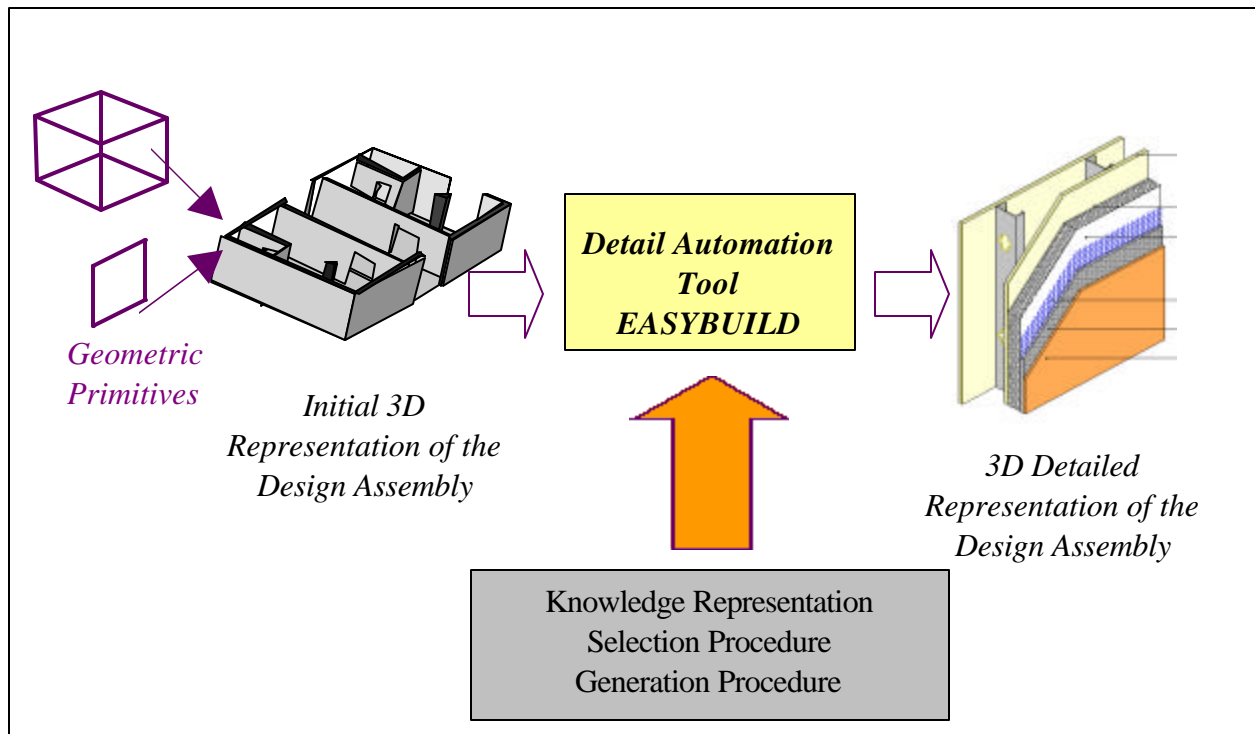 Geometric
Primitives
Initial 3D
Representation of the
Design Assembly
Detail Automation
Tool
EASYBUILD
3D Detailed
Representation of the
Design Assembly
Knowledge Representation
Selection Procedure
Generation Procedure